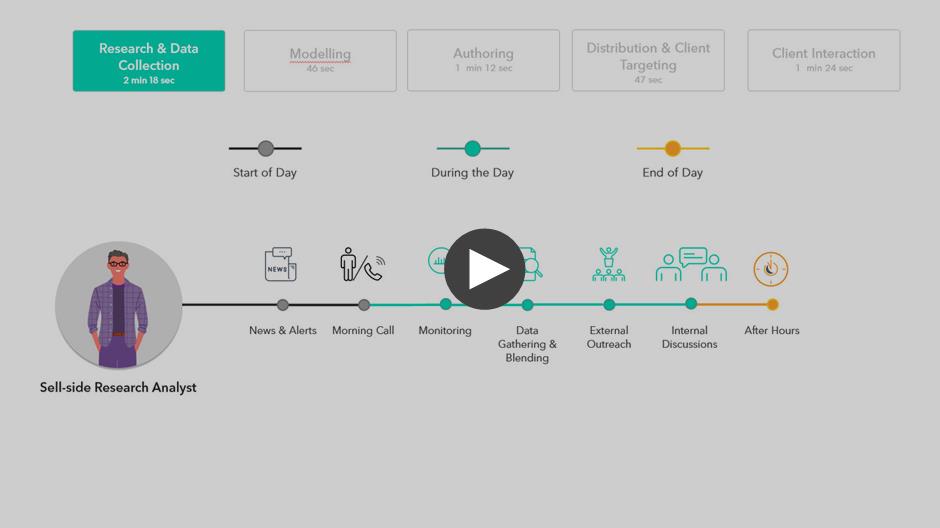 Research & Data
Collection
2 min 18 sec
Modelling
46 sec
Authoring
1 min 12 sec
Distribution & Client
Targeting
47 sec
Client Interaction
1 min 24 sec
Start of Day
During the Day
End of Day
NEWS
News & Alerts
Morning Call
Monitoring
Data
Gathering &
Blending
External
Outreach
Internal
Discussions
After Hours
Sell-side Research Analyst